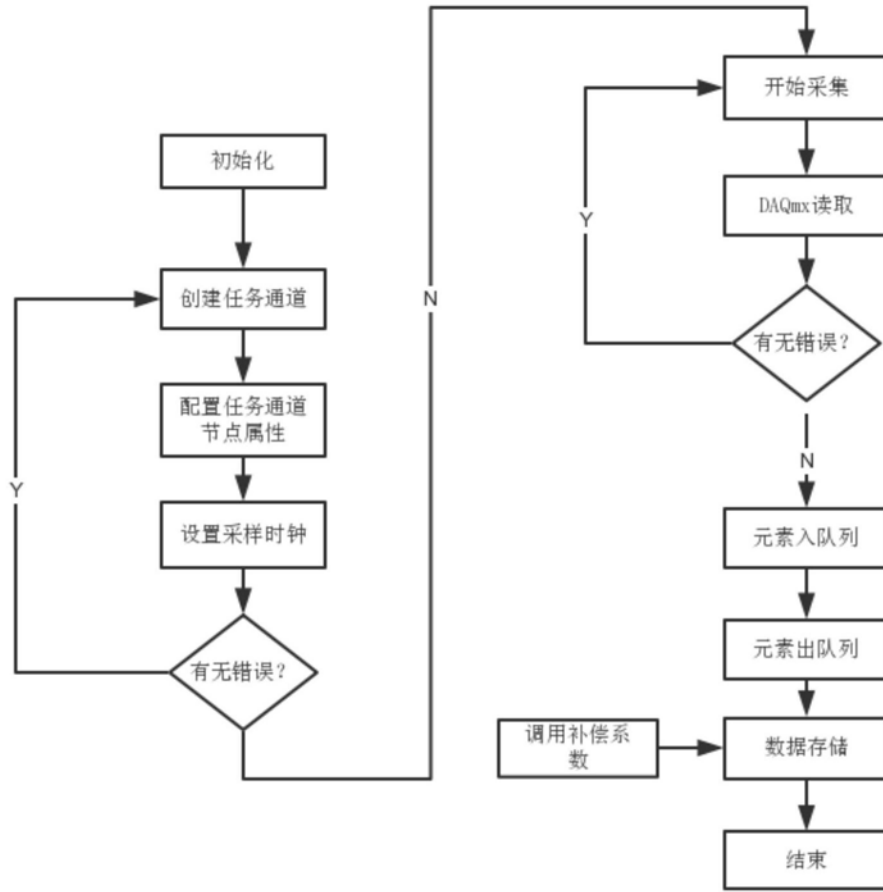 初始化
创建任务通道
配置任务通道
节点属性
设置采样时钟
有无错误?
Y
N
开始采集
DAQmx读取
有无错误?
Y
N
元素入队列
元素出队列
调用补偿系
数
数据存储
结束